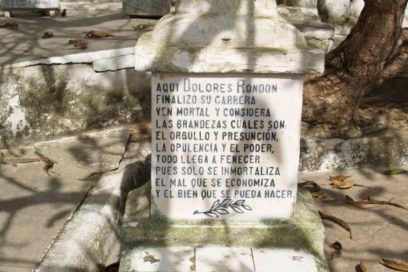 AQUI DOLORES RONDON
FINALIZO SU CARRERA
VEN MORTAL Y CONSIDERA
LAS GRANDEZAS CUALES SON.
EL ORGULLO Y PRESUNCIÓN,
LA OPULENCIA Y EL PODER,
TODO LLEGA A FENECER
PUES SOLO SE INMORTALIZA
EL MAL QUE SE ECONOMIZA
Y EL BIEN QUE SE PUEDA HACER.